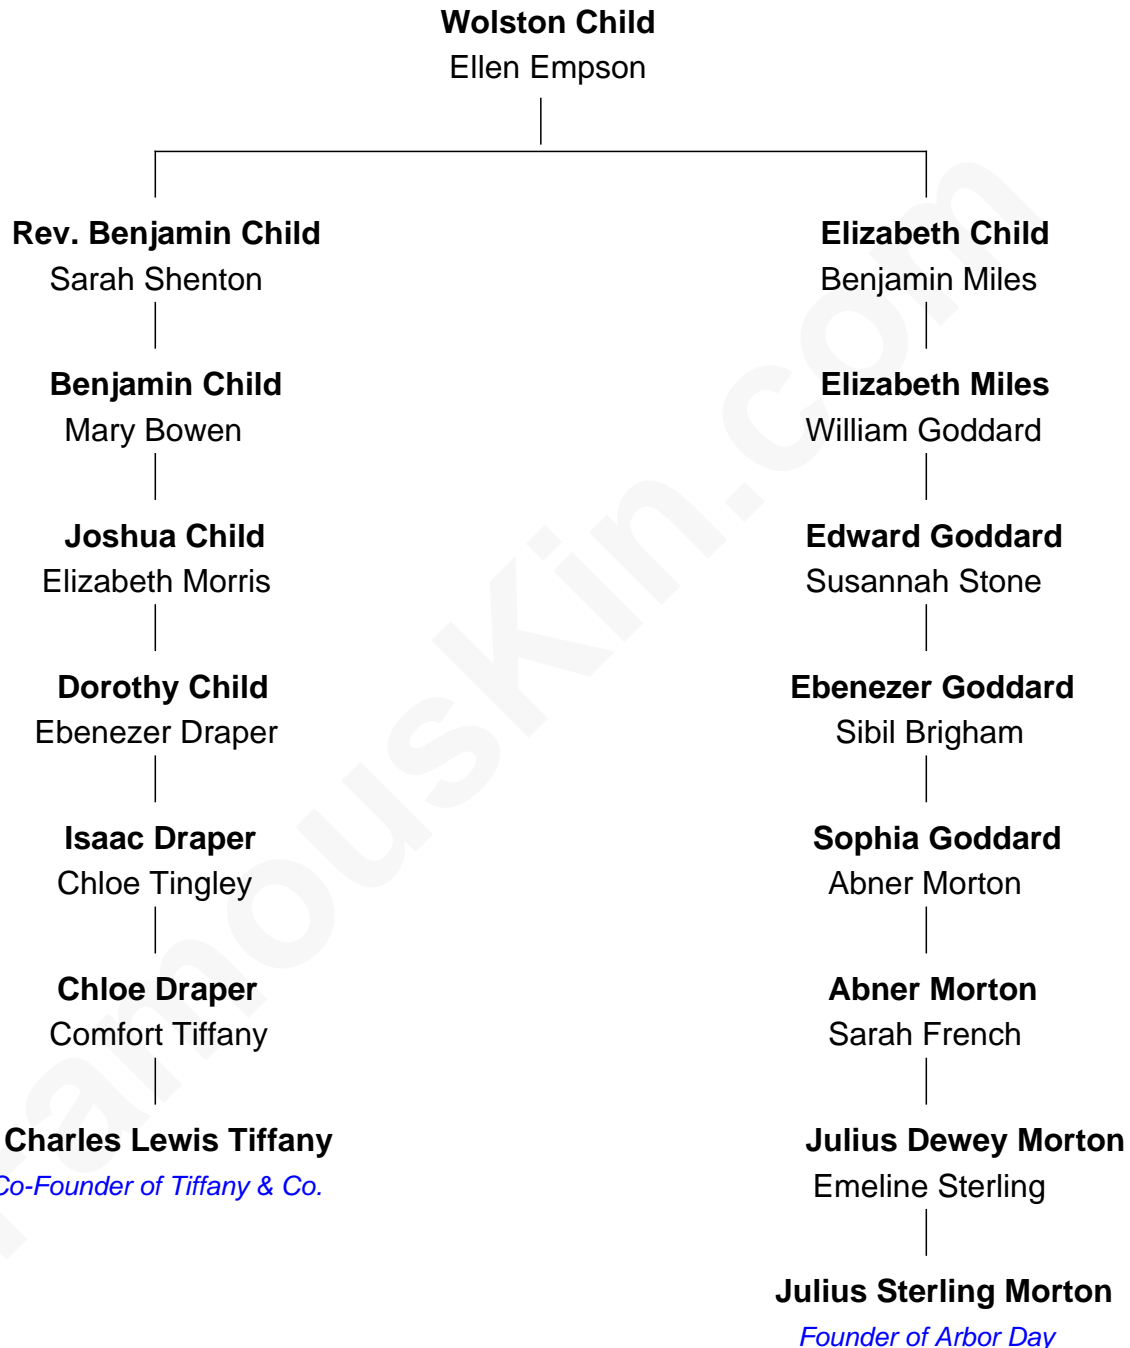 Wolston Child
Ellen Empson
Rev. Benjamin Child
Sarah Shenton
Elizabeth Child
Benjamin Miles
Benjamin Child
Mary Bowen
Elizabeth Miles
William Goddard
Joshua Child
Elizabeth Morris
Edward Goddard
Susannah Stone
Dorothy Child
Ebenezer Draper
Ebenezer Goddard
Sibil Brigham
Isaac Draper
Chloe Tingley
Sophia Goddard
Abner Morton
Chloe Draper
Comfort Tiffany
Abner Morton
Sarah French
Charles Lewis Tiffany
Co-Founder of Tiffany & Co.
Julius Dewey Morton
Emeline Sterling
Julius Sterling Morton
Founder of Arbor Day
FamousKin.com